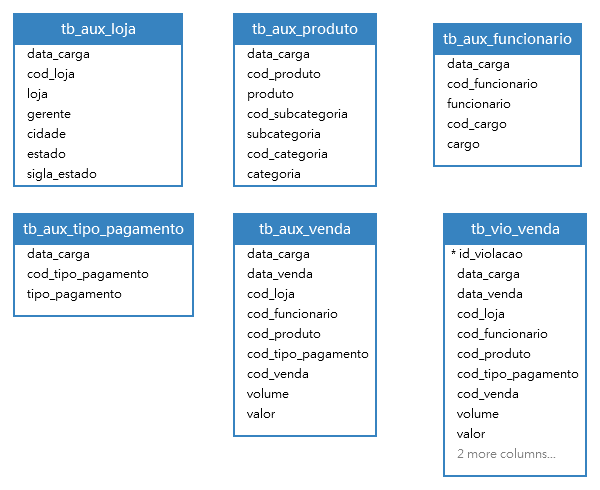 tb_aux_loja
data_carga
cod_loja
loja
gerente
cidade
estado
sigla_estado
tb_aux_produto
data_carga
cod_produto
produto
cod_subcategoria
subcategoria
cod_categoria
categoria
tb_aux_funcionario
data_carga
cod_funcionario
funcionario
cod_cargo
cargo
tb_aux_tipo_pagamento
data_carga
cod_tipo_pagamento
tipo_pagamento
tb_aux_venda
data_carga
data_venda
cod_loja
cod_funcionario
cod_produto
cod_tipo_pagamento
cod_venda
volume
valor
tb_vio_venda
* id_violacao
data_carga
data_venda
cod_loja
cod_funcionario
cod_produto
cod_tipo_pagamento
cod_venda
volume
valor
2 more columns...